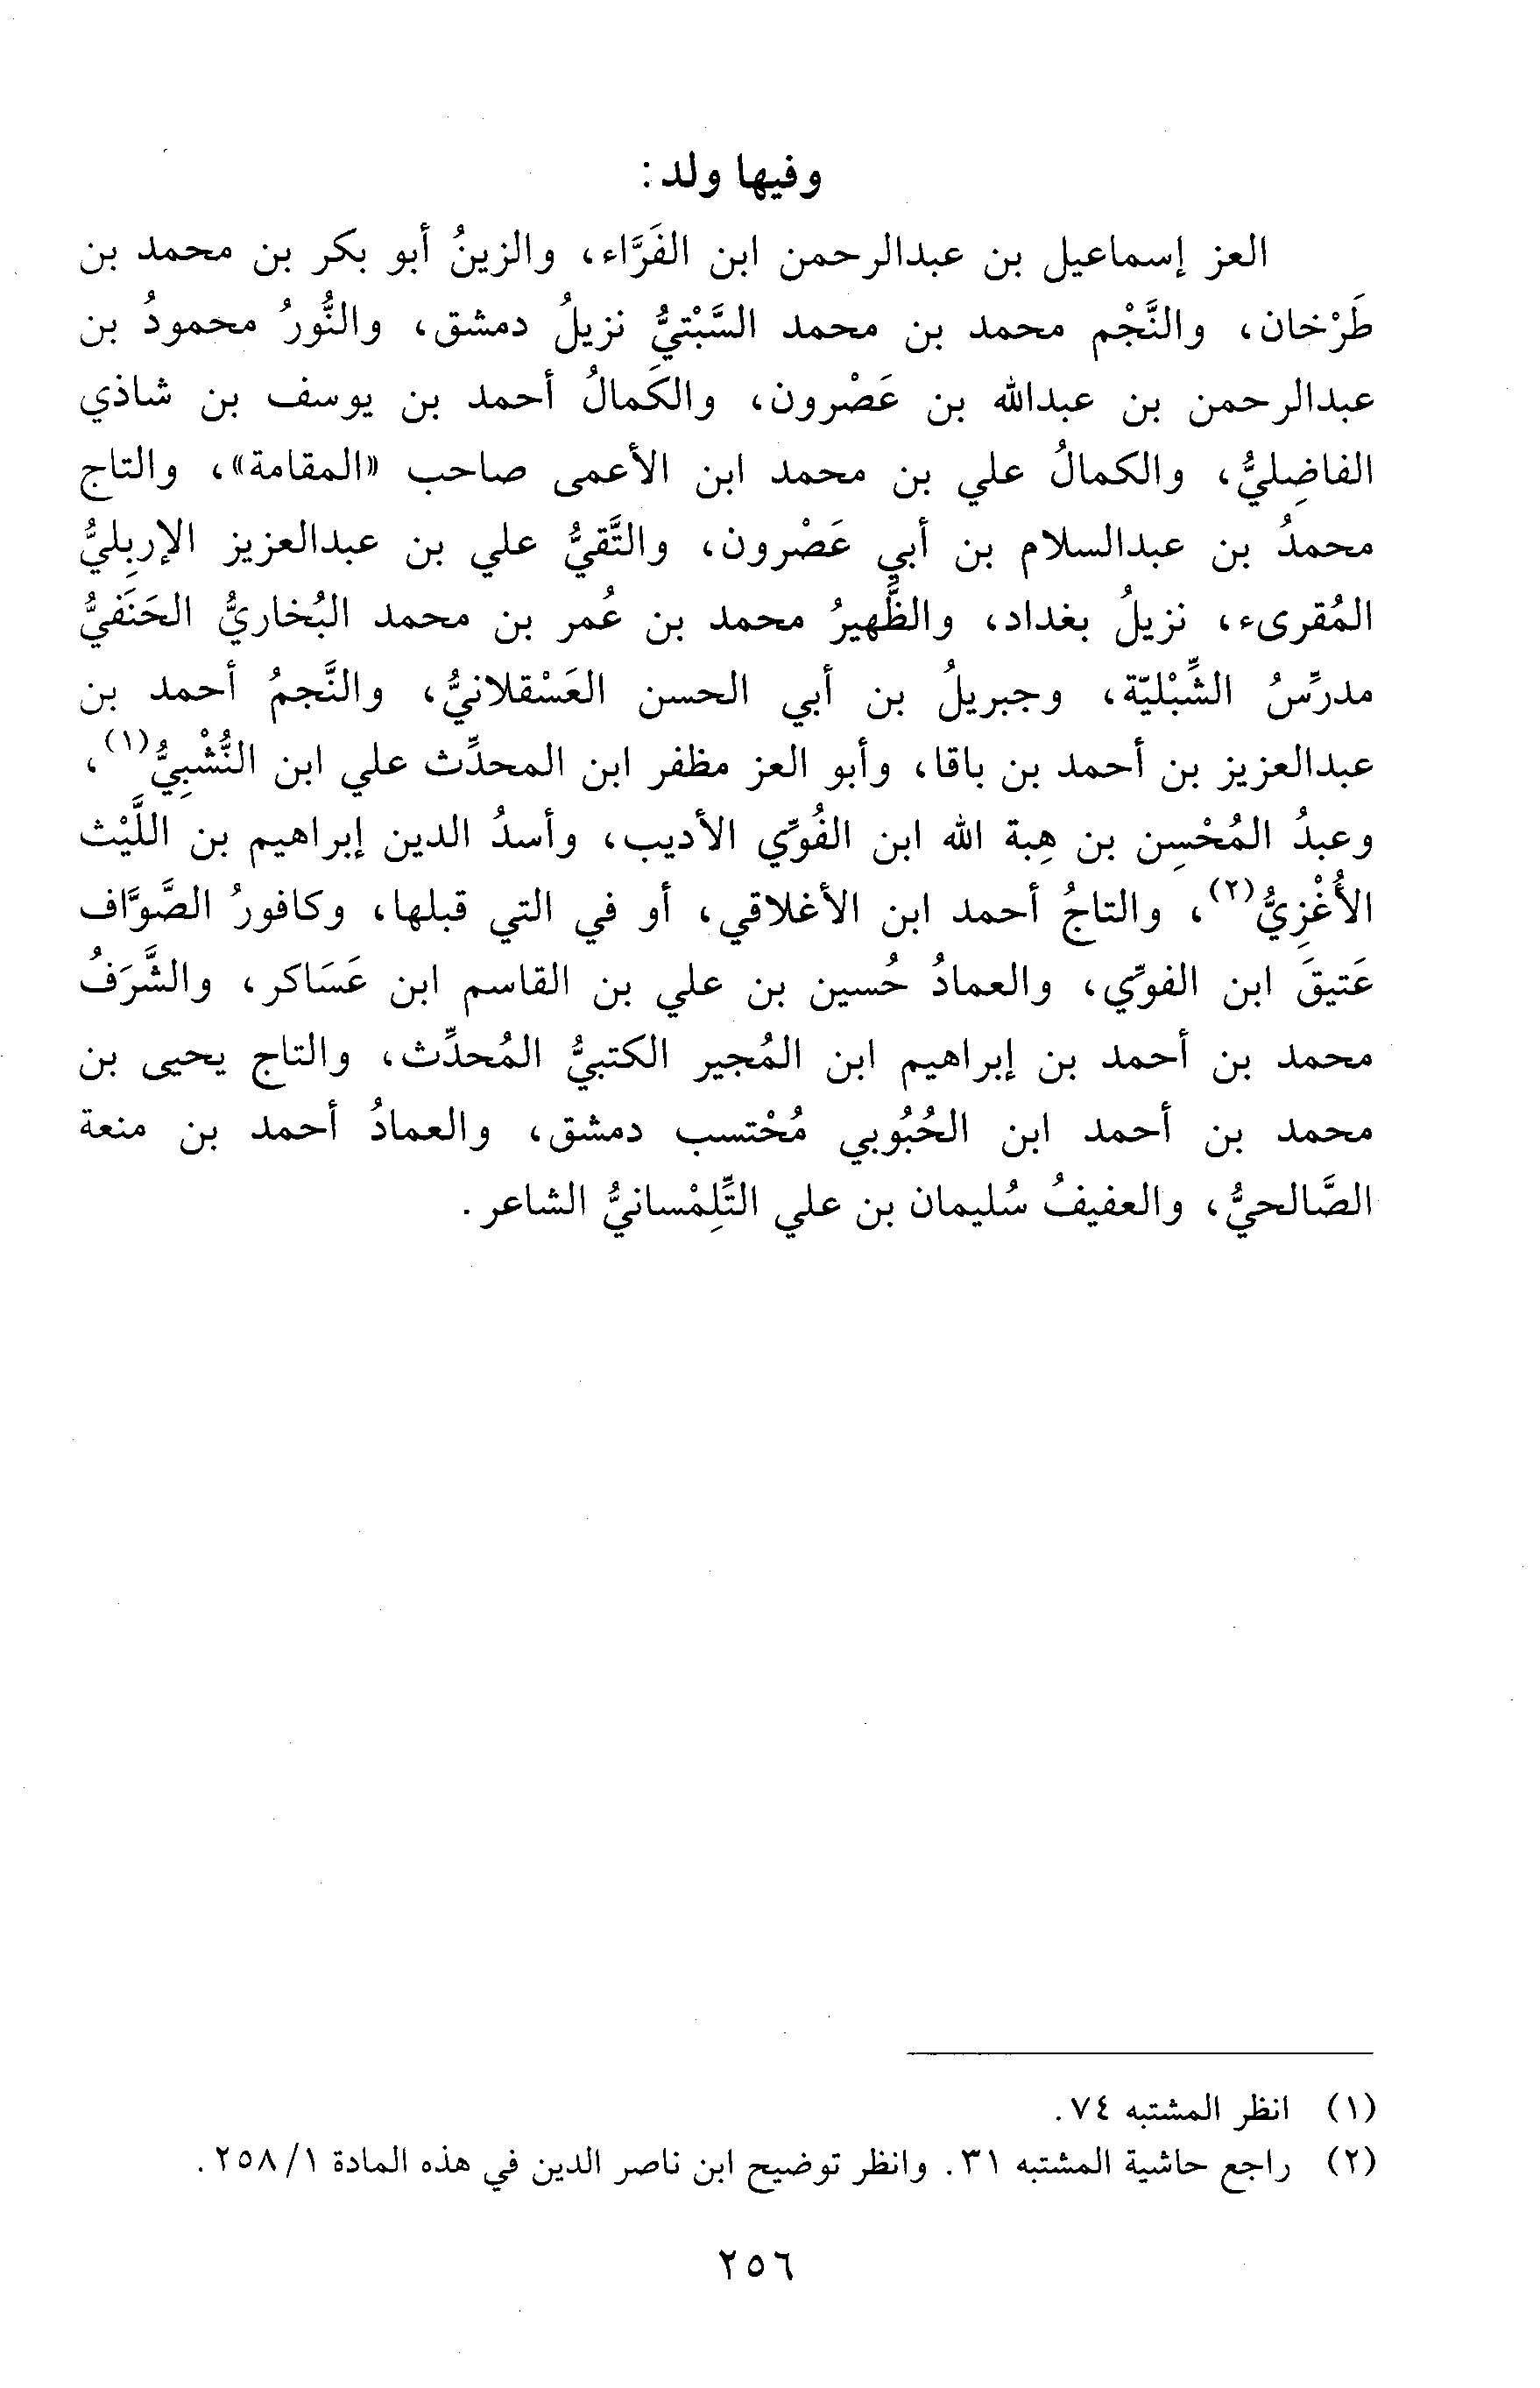 وفيها ولد:
العز إسماعيل بن عبدالرحمن ابن الفَرَّاء، والزينُ أبو بكر بن محمد بن
طَرْخان، والنَّجْم محمد بن محمد السَّبْتيُّ نزيلُ دمشق، والنُّورُ محمودُ بن
عبدالرحمن بن عبدالله بن عَصْرون، والكَمالُ أحمد بن يوسف بن شاذي
الفاضِليُّ، والكمالُ علي بن محمد ابن الأعمى صاحب «المقامة»، والتاج
محمدُ بن عبدالسلام بن أبي عَصْرون، والتَّقيُّ علي بن عبدالعزيز الإربِليُّ
المُقرىء، نزيلُ بغداد، والظَّهيرُ محمد بن عُمر بن محمد البُخاريُّ الحَنَفيُّ
مدرِّسُ الشِّبْليّة، وجبريلُ بن أبي الحسن العَسْقلانيُّ، والنَّجمُ أحمد بن
عبدالعزيز بن أحمد بن باقا، وأبو العز مظفر ابن المحدِّث علي ابن النُّشْبِيُّ(١)،
وعبدُ المُحْسِن بن هِبة الله ابن الفُوِّي الأديب، وأسدُ الدين إبراهيم بن اللَّيْث
الأُغْزِيُّ(٢)، والتاجُ أحمد ابن الأغلاقي، أو في التي قبلها، وكافورُ الصَّوَّاف
عَتيقَ ابن الفوِّي، والعمادُ حُسين بن علي بن القاسم ابن عَسَاكر، والشَّرَفُ
محمد بن أحمد بن إبراهيم ابن المُجير الكتبيُّ المُحدِّث، والتاج يحيى بن
محمد بن أحمد ابن الحُبُوبي مُحْتسب دمشق، والعمادُ أحمد بن منعة
الصَّالحيُّ، والعفيفُ سُليمان بن علي التِّلِمْسانيُّ الشاعر.
(١) انظر المشتبه ٧٤.
(٢) راجع حاشية المشتبه ٣١. وانظر توضيح ابن ناصر الدين في هذه المادة ١/ ٢٥٨.
٢٥٦